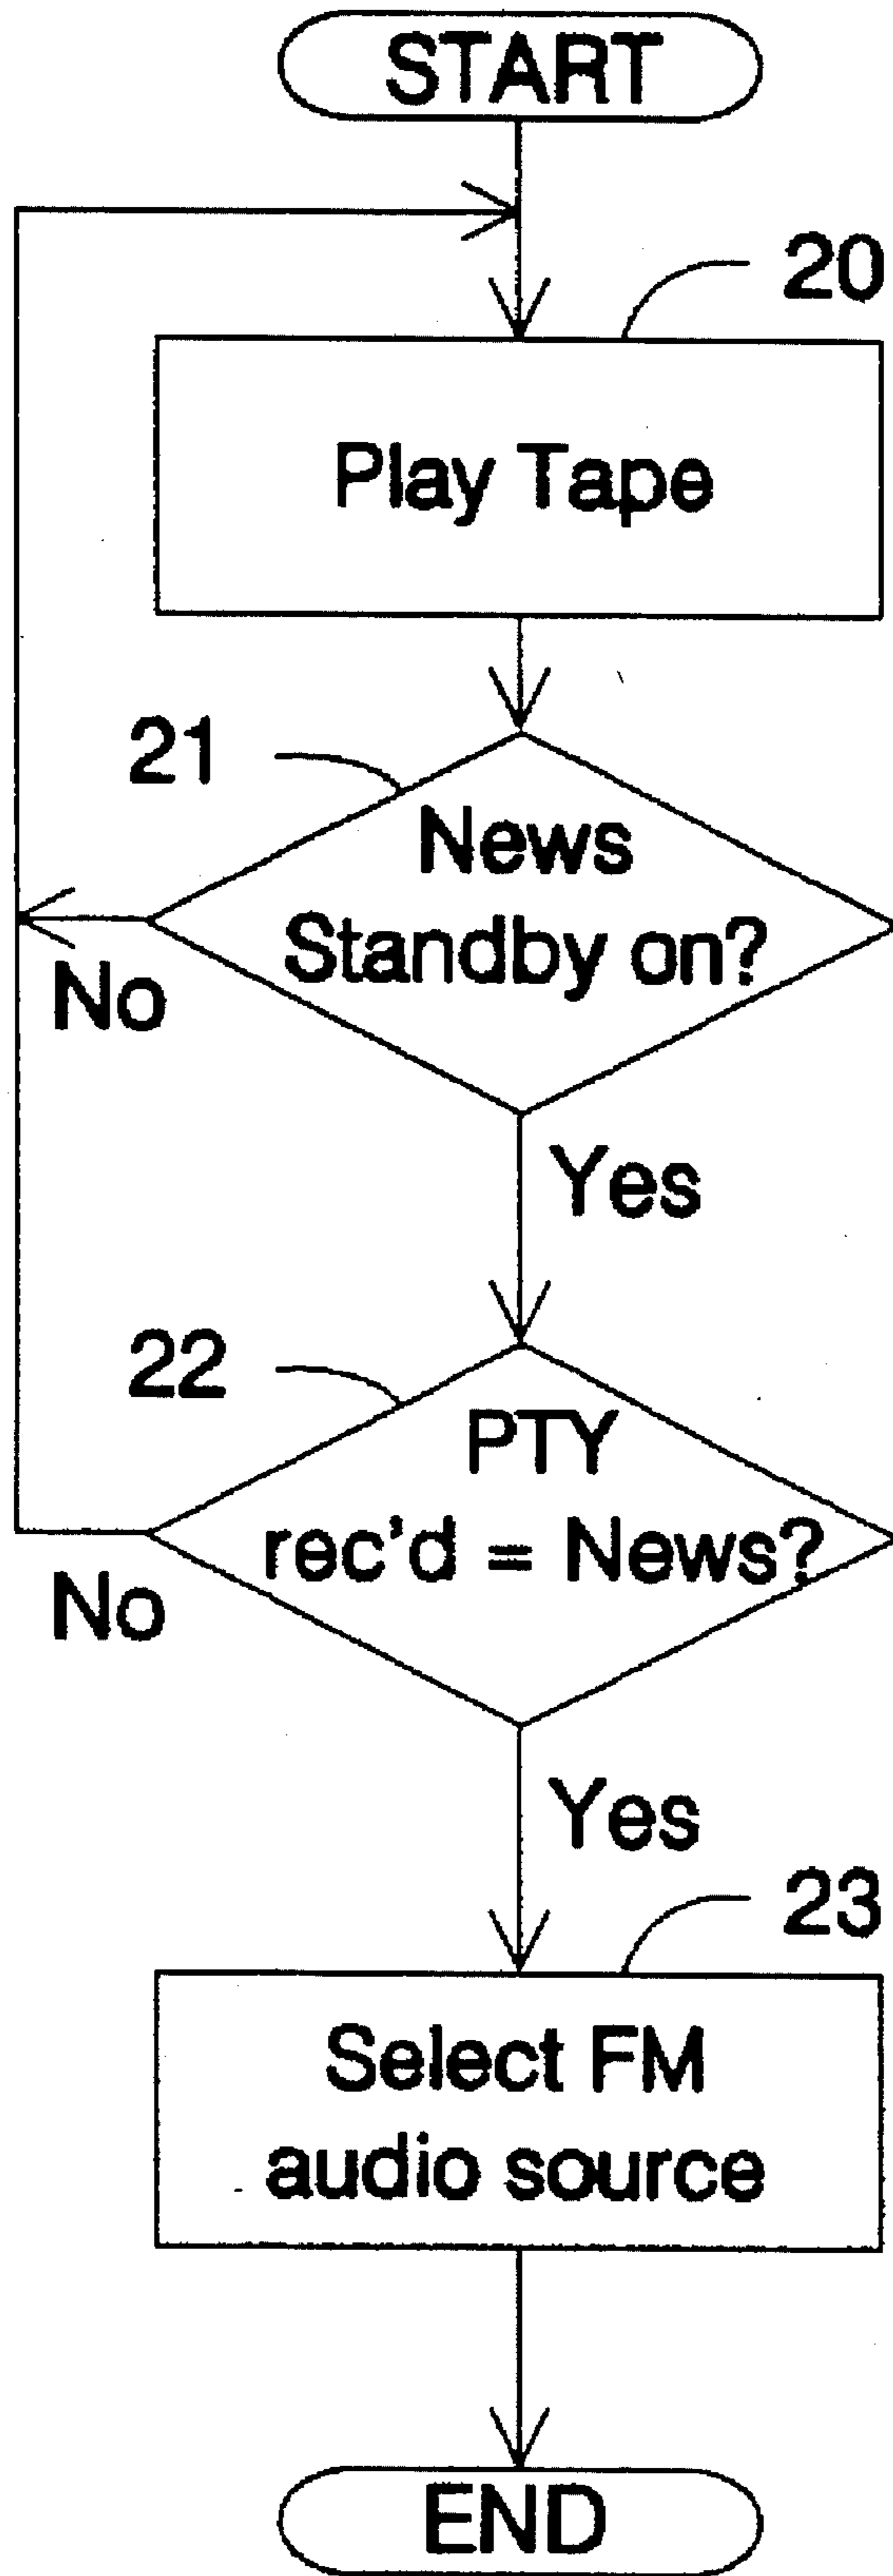 START
20
Play Tape
21
News
Standby on?
No
Yes
22
PTY
rec'd = News?
No
Yes
23
Select FM
audio source
END